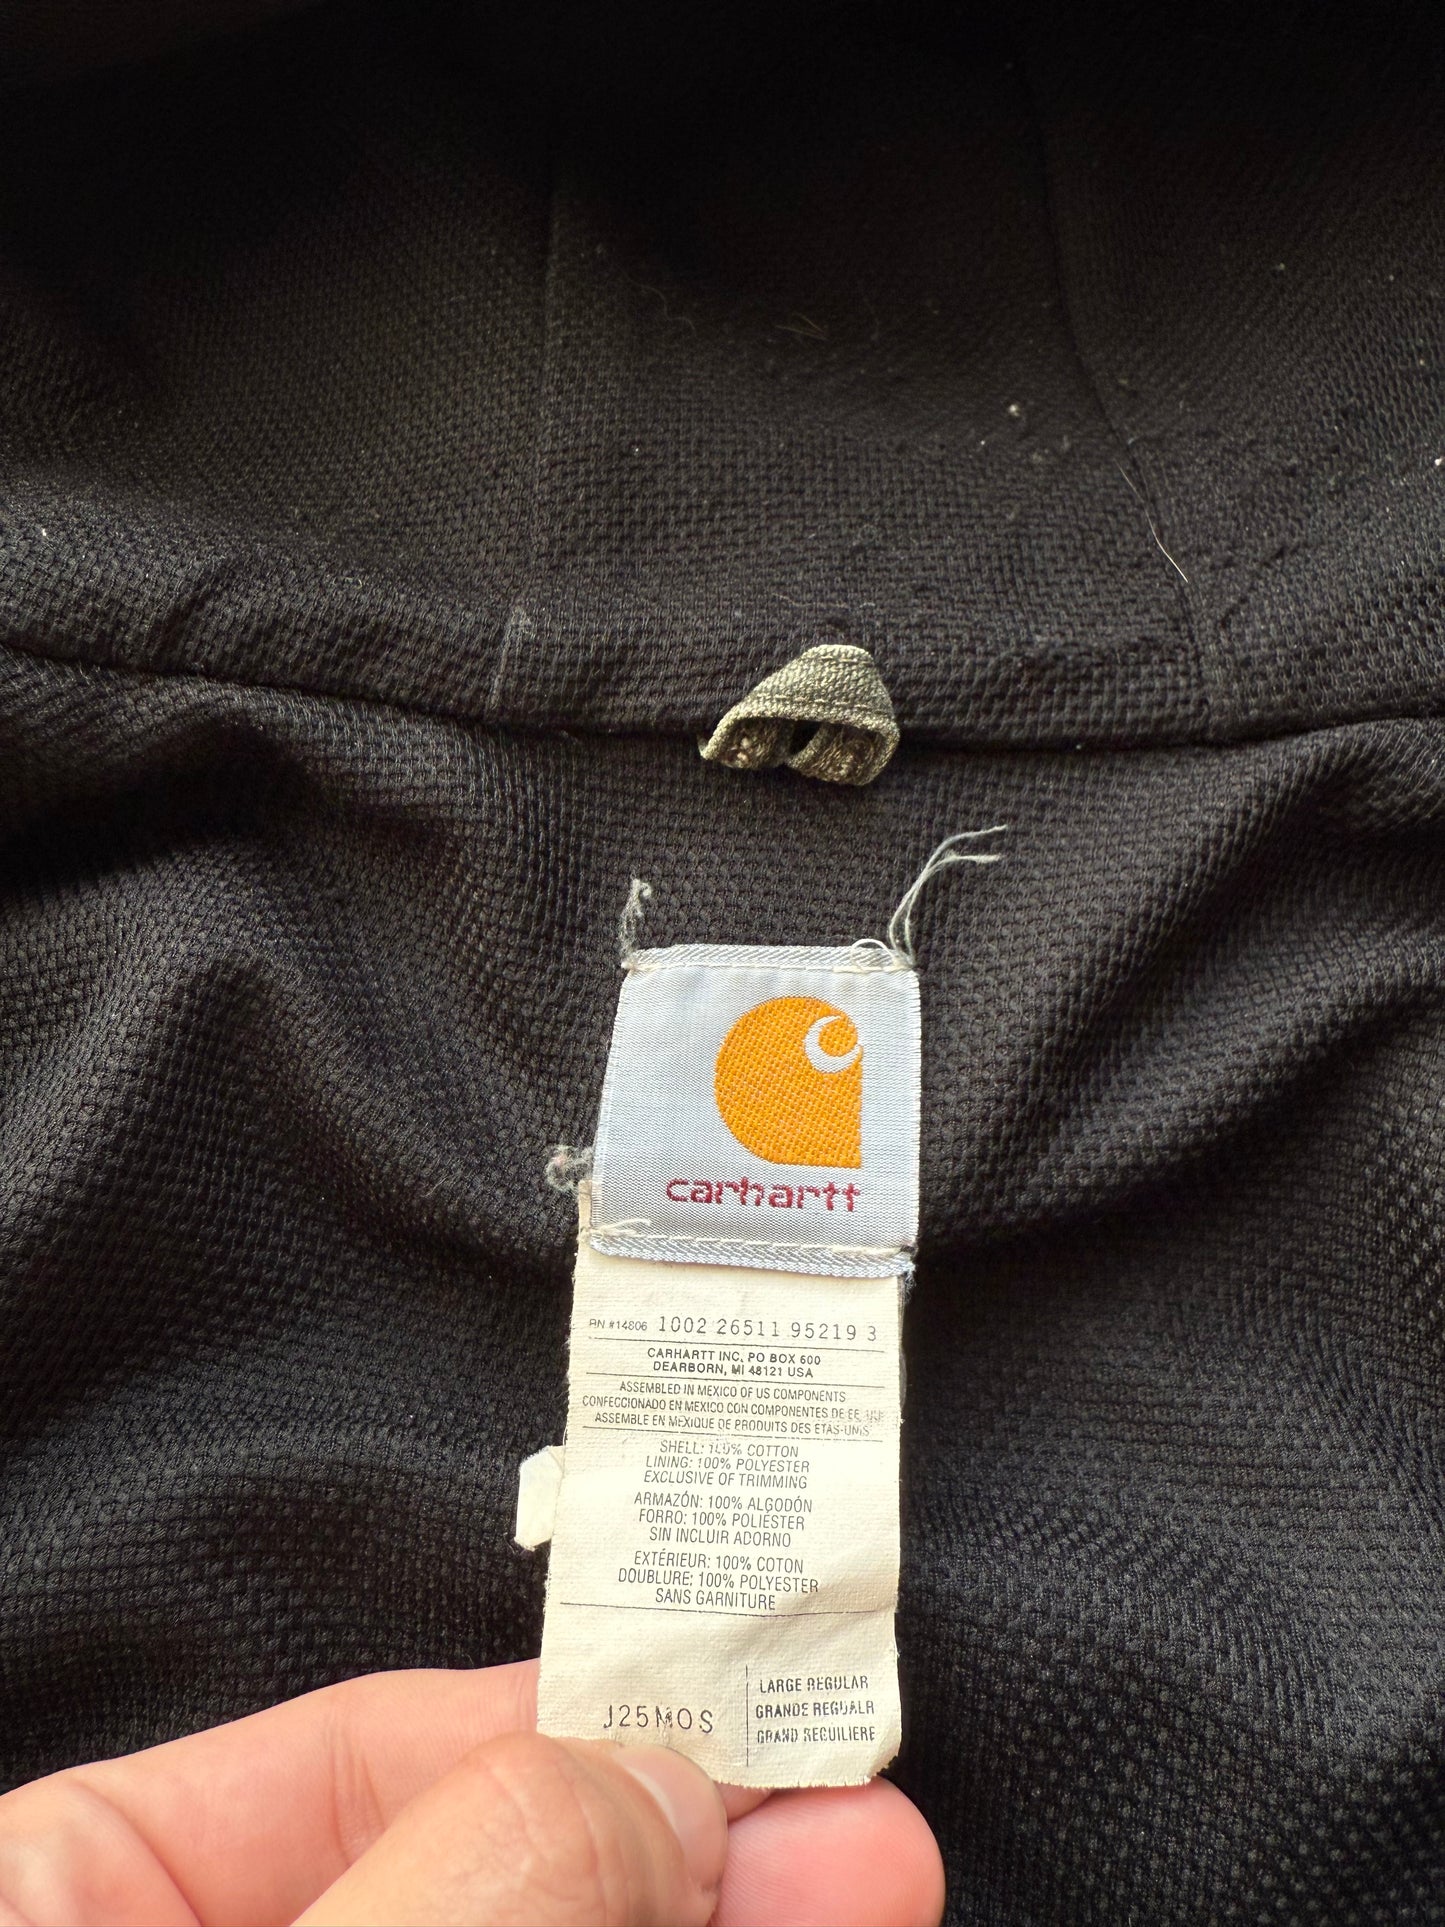 carhartt
RN #14806 1002 26511 95219 3
CARHARTT INC, PO BOX 600
DEARBORN, MI 48121 USA
ASSEMBLED IN MEXICO OF US COMPONENTS
CONFECCIONADO EN MEXICO CON COMPONENTES DE EE. UU.
ASSEMBLE EN MEXIQUE DE PRODUITS DES ETAS-UNIS
SHELL: 100% COTTON
LINING: 100% POLYESTER
EXCLUSIVE OF TRIMMING
ARMAZÓN: 100% ALGODÓN
FORRO: 100% POLIÉSTER
SIN INCLUIR ADORNO
EXTÉRIEUR: 100% COTON
DOUBLURE: 100% POLYESTER
SANS GARNITURE
J25MOS
LARGE REGULAR
GRANDE REGUALR
GRAND REGUILIERE